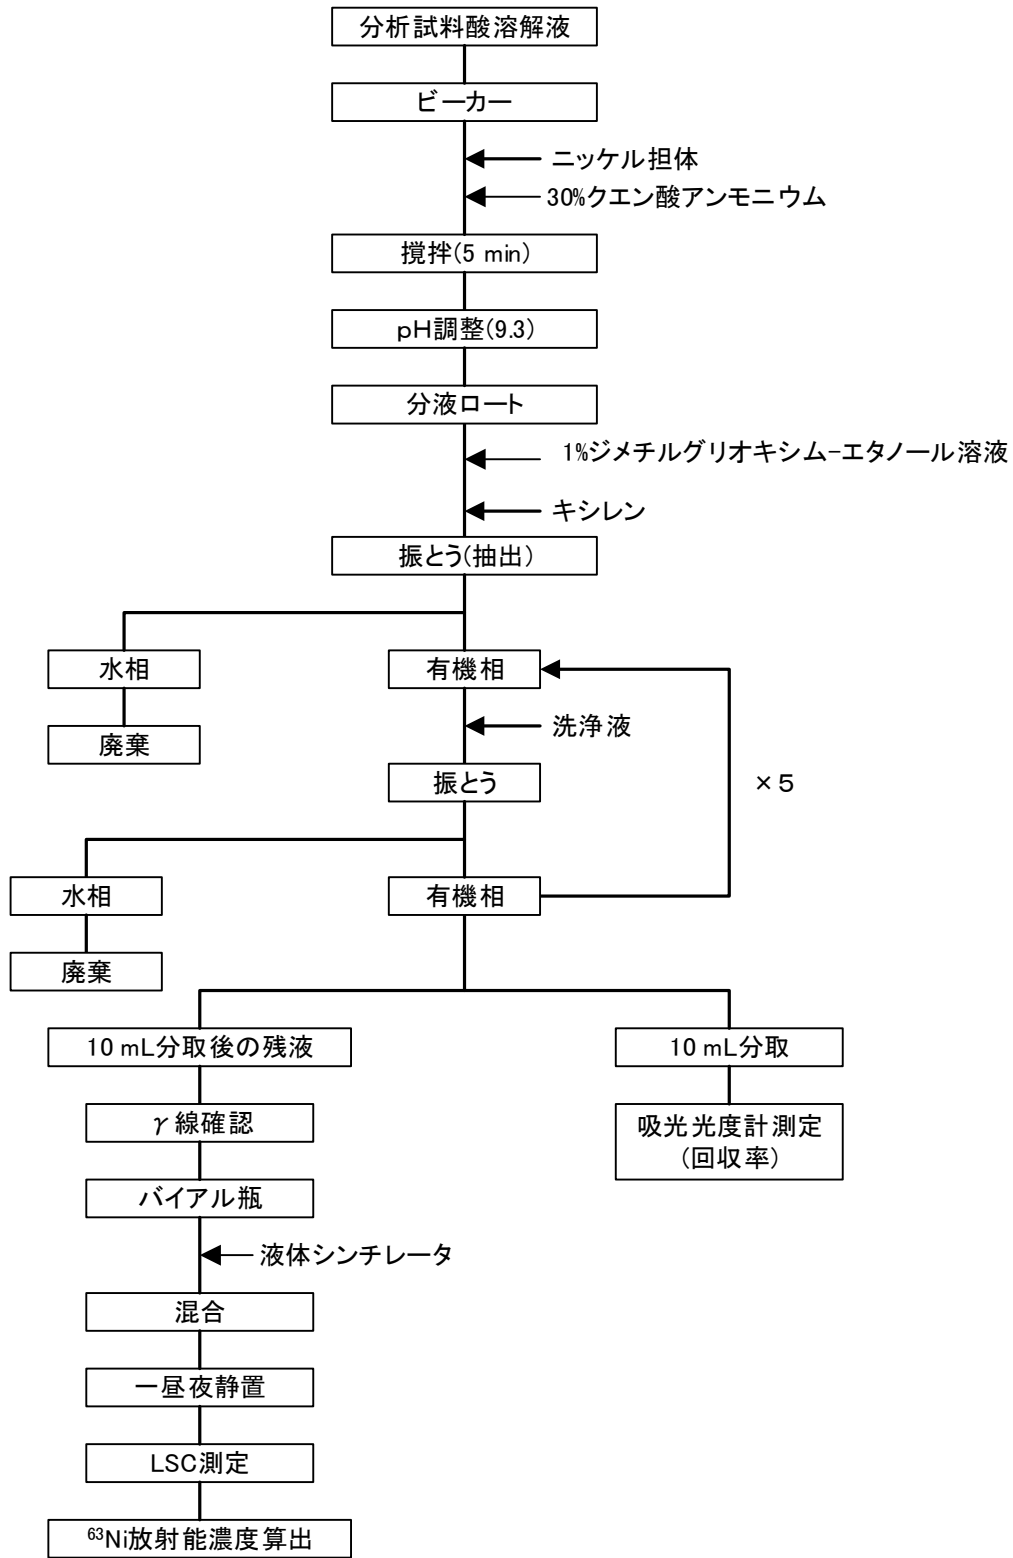 分析試料酸溶解液
ビーカー
ニッケル担体
30%クエン酸アンモニウム
撹拌(5 min)
pH調整(9.3)
分液ロート
1%ジメチルグリオキシム-エタノール溶液
キシレン
振とう(抽出)
水相
有機相
廃棄
洗浄液
振とう
×5
水相
有機相
廃棄
10 mL分取後の残液
10 mL分取
γ線確認
吸光光度計測定
(回収率)
バイアル瓶
液体シンチレータ
混合
一昼夜静置
LSC測定
⁶³Ni放射能濃度算出